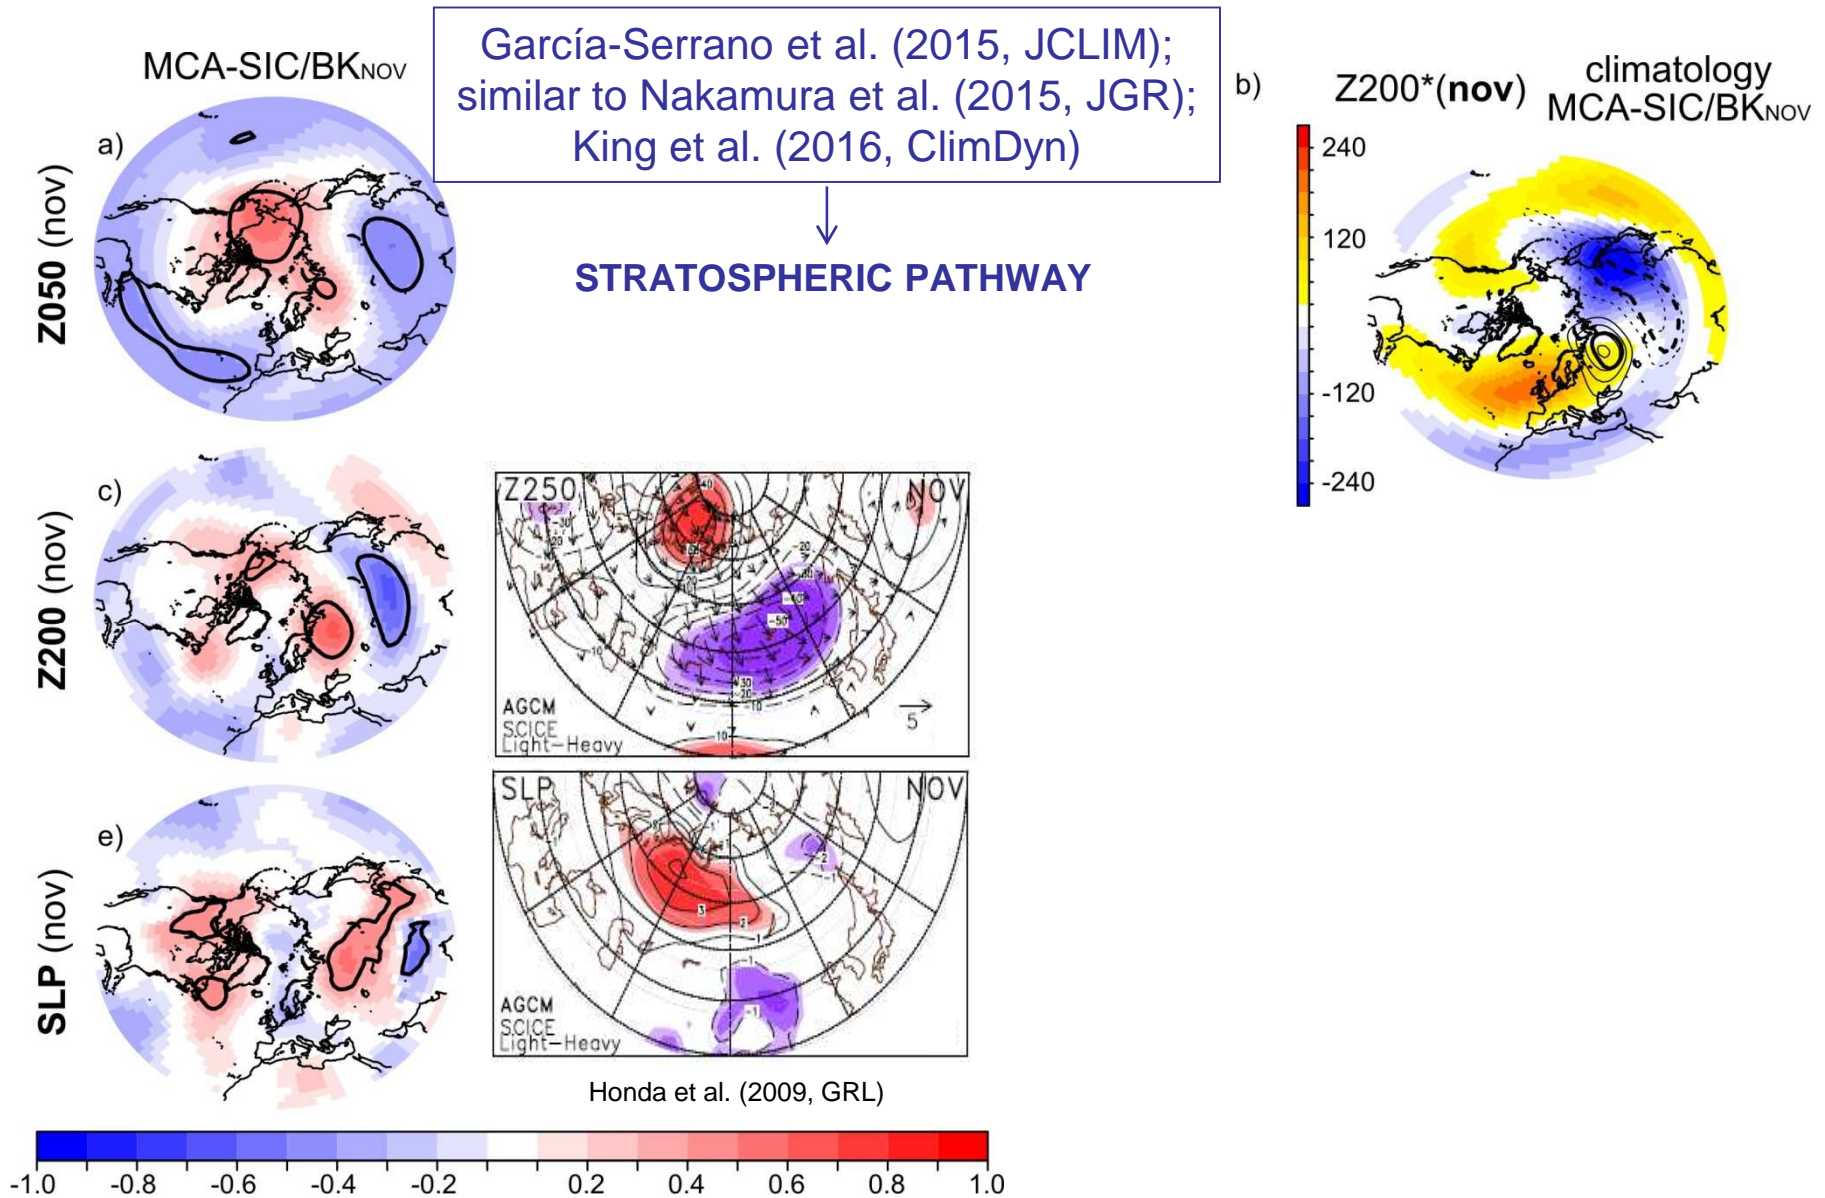 García-Serrano et al. (2015, JCLIM);
similar to Nakamura et al. (2015, JGR);
King et al. (2016, ClimDyn)
STRATOSPHERIC PATHWAY
MCA-SIC/BKNOV
a)
Z050 (nov)
b)
Z200*(nov)
climatology
MCA-SIC/BKNOV
240
120
-120
-240
c)
Z200 (nov)
Z250
NOV
AGCM
SCICE
Light-Heavy
5
e)
SLP (nov)
SLP
NOV
AGCM
SCICE
Light-Heavy
Honda et al. (2009, GRL)
-1.0 -0.8 -0.6 -0.4 -0.2 0.2 0.4 0.6 0.8 1.0